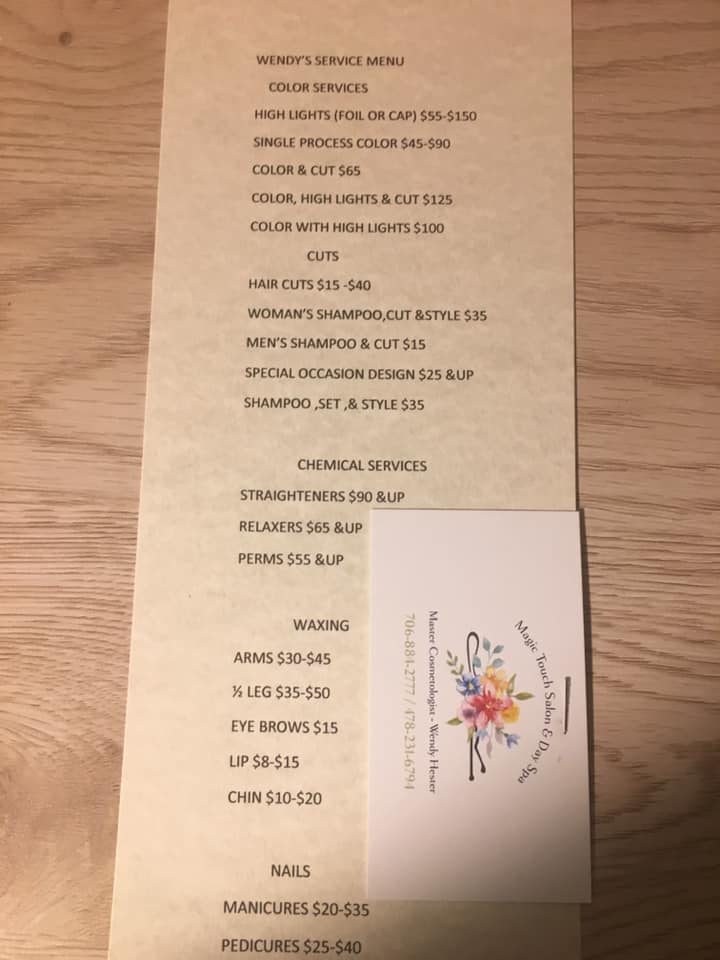 WENDY'S SERVICE MENU
COLOR SERVICES
HIGH LIGHTS (FOIL OR CAP) $55-$150
SINGLE PROCESS COLOR $45-$90
COLOR & CUT $65
COLOR, HIGH LIGHTS & CUT $125
COLOR WITH HIGH LIGHTS $100
CUTS
HAIR CUTS $15 -$40
WOMAN'S SHAMPOO,CUT &STYLE $35
MEN'S SHAMPOO & CUT $15
SPECIAL OCCASION DESIGN $25 &UP
SHAMPOO ,SET ,& STYLE $35
CHEMICAL SERVICES
STRAIGHTENERS $90 &UP
RELAXERS $65 &UP
PERMS $55 &UP
WAXING
ARMS $30-$45
½ LEG $35-$50
EYE BROWS $15
LIP $8-$15
CHIN $10-$20
NAILS
MANICURES $20-$35
PEDICURES $25-$40
Magic Touch Salon & Day Spa
Master Cosmetologist - Wendy Hester
706-884-2777 / 478-231-6794